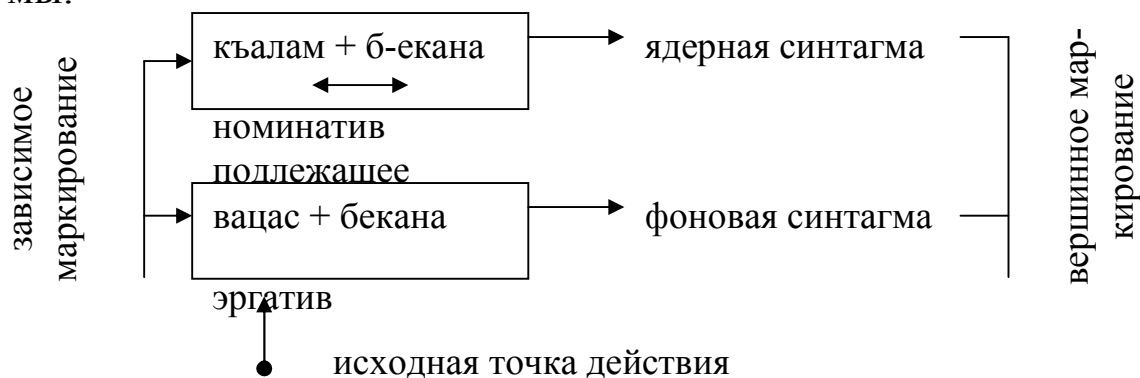 мы:
зависимое
маркирование
къалам + б-екана
номинатив
подлежащее
вацас + бекана
эргатив
исходная точка действия
ядерная синтагма
фоновая синтагма
вершинное мар-
кирование